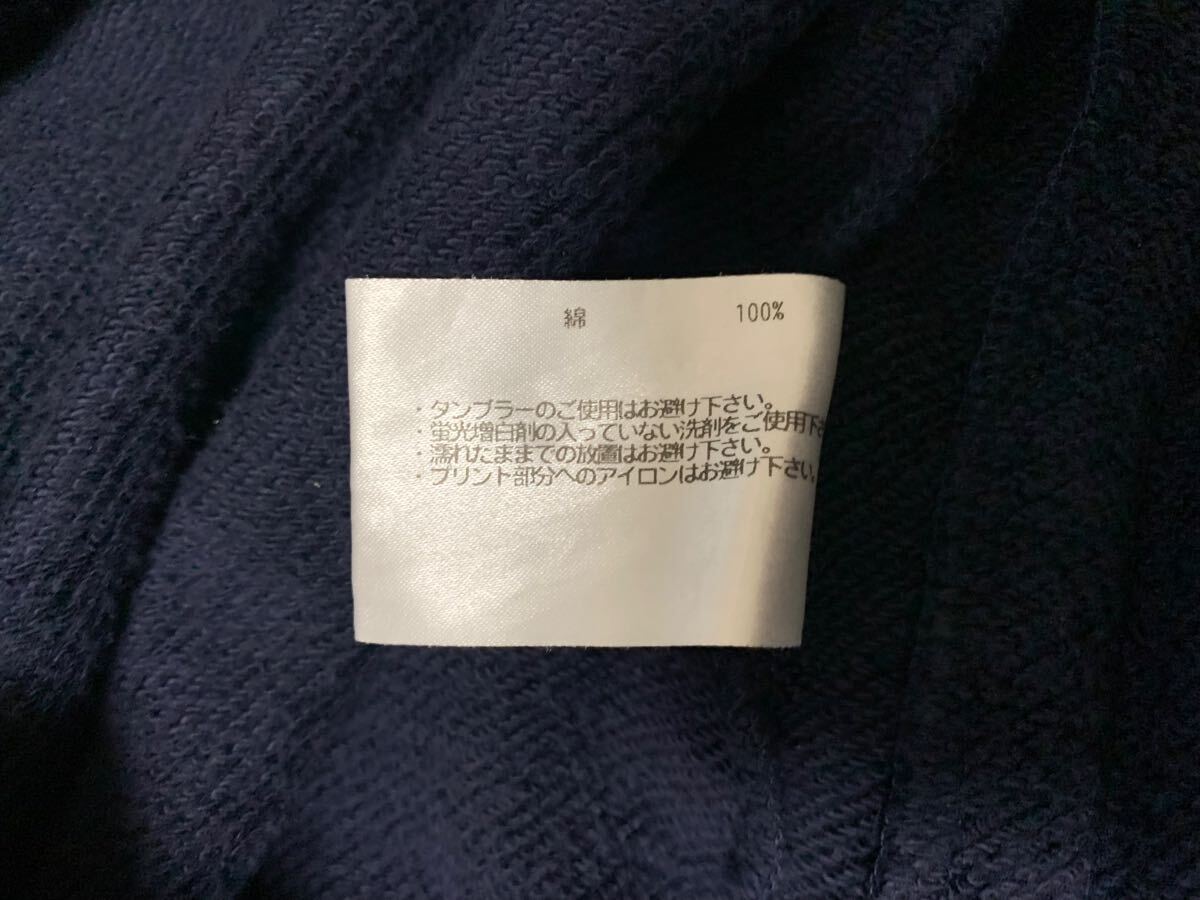 綿 100%
・タンブラーのご使用はお避け下さい。
・蛍光増白剤の入っていない洗剤をご使用下さ
・濡れたままでの放置はお避け下さい。
・プリント部分へのアイロンはお避け下さい。